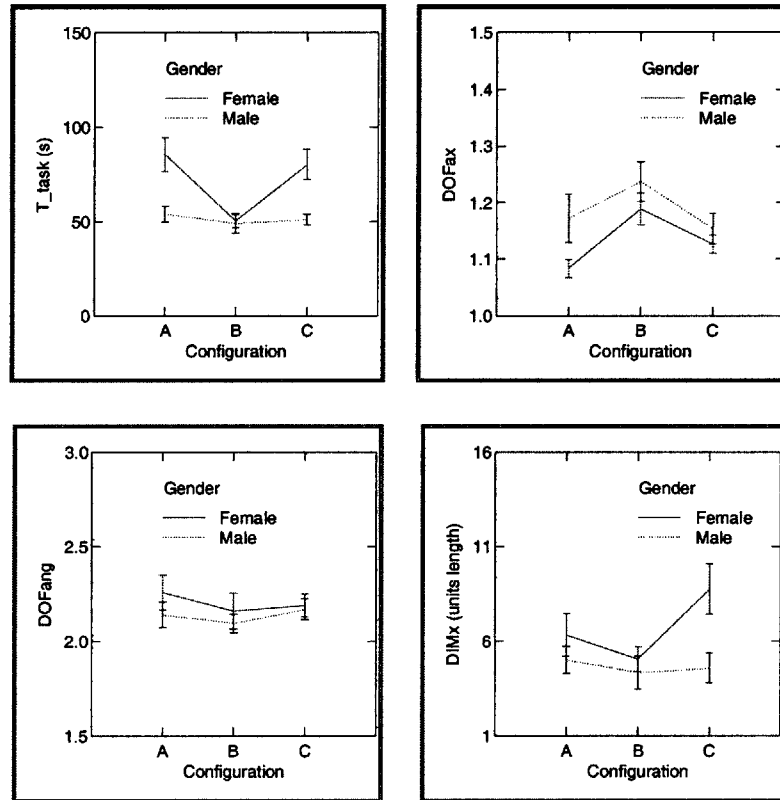 150
Gender
Female
Male
100
T_task (s)
50
0
A B C
Configuration
1.5
Gender
1.4
Female
Male
1.3
DOFax
1.2
1.1
1.0
A B C
Configuration
3.0
Gender
Female
Male
2.5
DOFang
2.0
1.5
A B C
Configuration
16
Gender
Female
Male
11
DIMx (units length)
6
1
A B C
Configuration